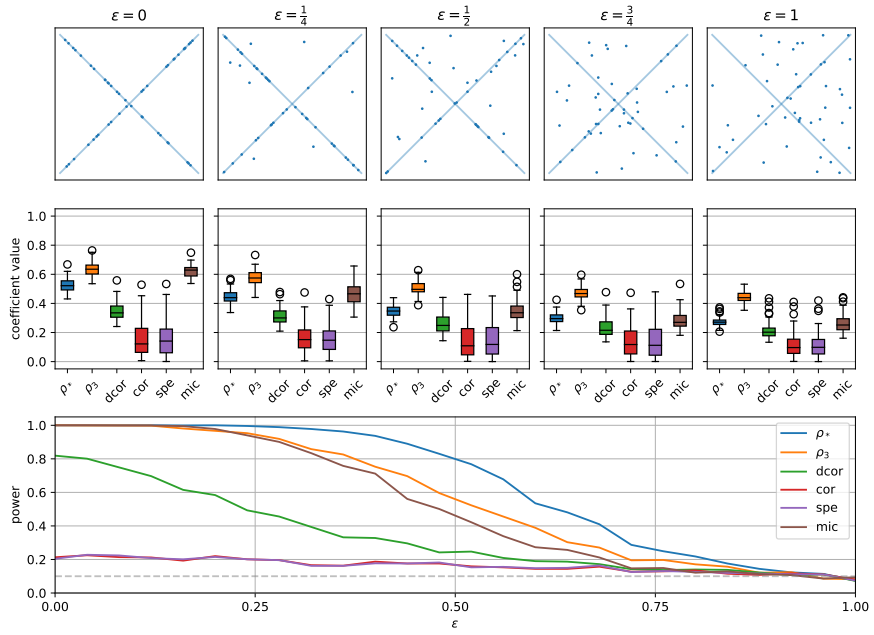 ε = 0 ε = 1/4 ε = 1/2 ε = 3/4 ε = 1
coefficient value
1.0
0.8
0.6
0.4
0.2
0.0
ρ* ρ3 dcor cor spe mic ρ* ρ3 dcor cor spe mic ρ* ρ3 dcor cor spe mic ρ* ρ3 dcor cor spe mic ρ* ρ3 dcor cor spe mic
power
1.0
0.8
0.6
0.4
0.2
0.0
ρ*
ρ3
dcor
cor
spe
mic
0.00 0.25 0.50 0.75 1.00
ε